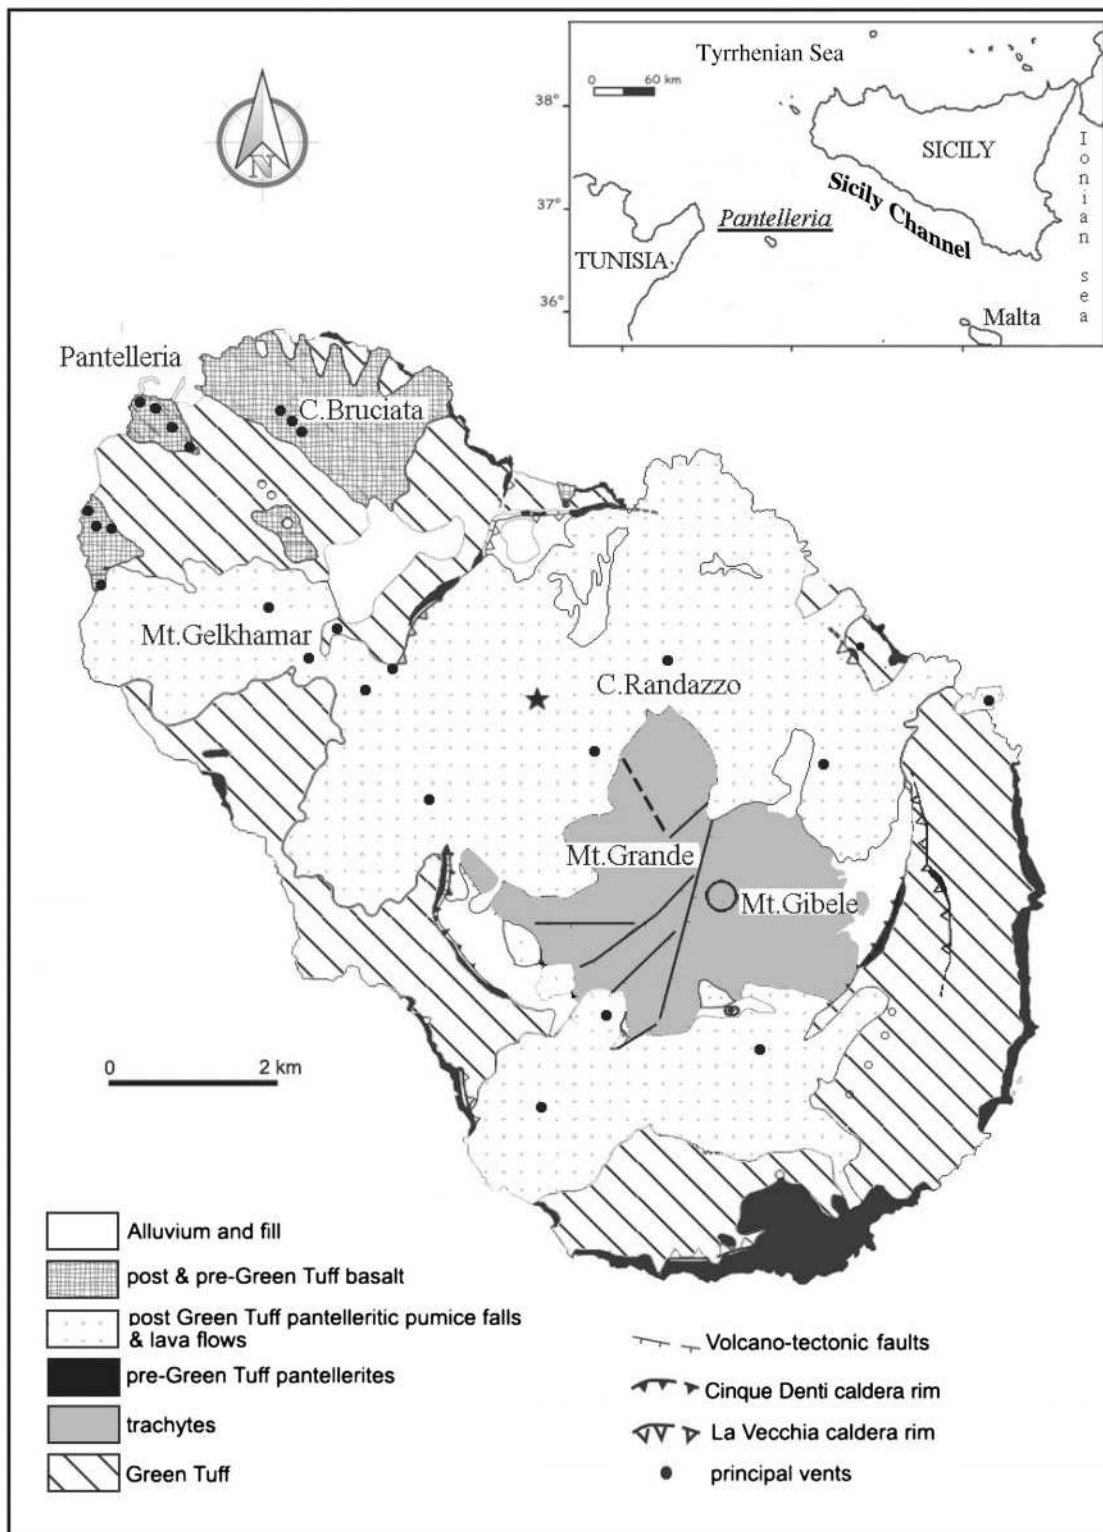 N
Tyrrhenian Sea
0 60 km
38°
SICILY
Ionian sea
Sicily Channel
37°
Pantelleria
TUNISIA
36°
Malta
Pantelleria
C.Bruciata
Mt.Gelkhamar
C.Randazzo
Mt.Grande
Mt.Gibele
0 2 km
Alluvium and fill
post & pre-Green Tuff basalt
post Green Tuff pantelleritic pumice falls
& lava flows
pre-Green Tuff pantellerites
trachytes
Green Tuff
Volcano-tectonic faults
Cinque Denti caldera rim
La Vecchia caldera rim
principal vents